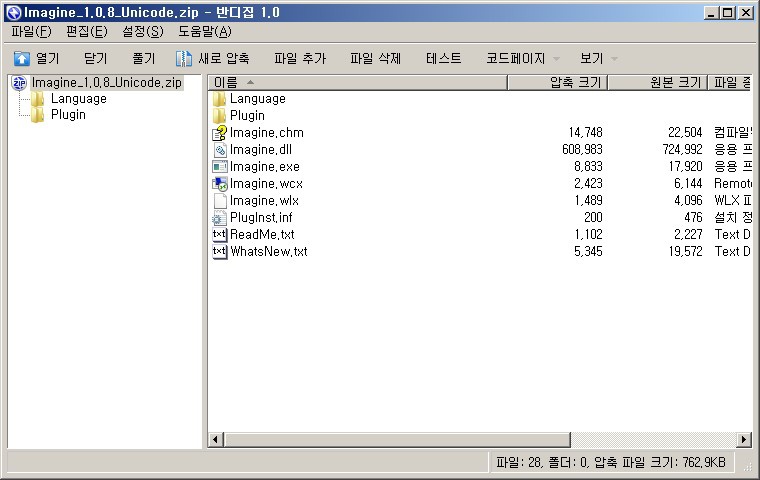 Imagine_1.0.8_Unicode.zip - 반디집 1.0
파일(F) 편집(E) 설정(S) 도움말(A)
열기 닫기 풀기 새로 압축 파일 추가 파일 삭제 테스트 코드페이지 보기
Imagine_1.0.8_Unicode.zip
Language
Plugin
이름 압축 크기 원본 크기 파일 종
Language
Plugin
Imagine.chm 14,748 22,504 컴파일
Imagine.dll 608,983 724,992 응용 프
Imagine.exe 8,833 17,920 응용 프
Imagine.wcx 2,423 6,144 Remot
Imagine.wlx 1,489 4,096 WLX 파
PlugInst.inf 200 476 설치 정
ReadMe.txt 1,102 2,227 Text D
WhatsNew.txt 5,345 19,572 Text D
파일: 28, 폴더: 0, 압축 파일 크기: 762.9KB